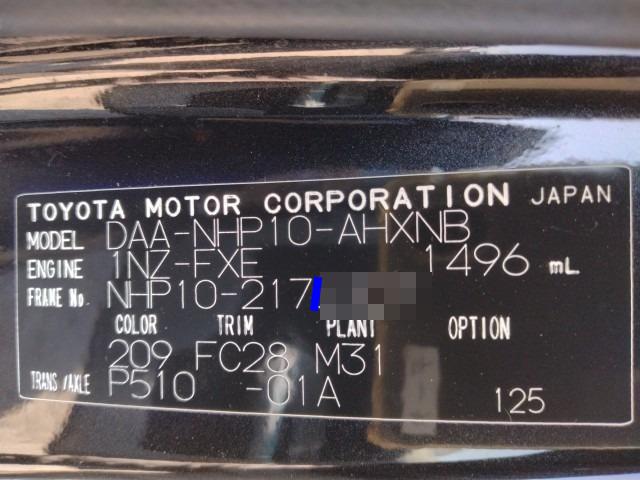 TOYOTA MOTOR CORPORATION JAPAN
MODEL DAA-NHP10-AHXNB
ENGINE 1NZ-FXE 1496 mL
FRAME No NHP10-217
COLOR TRIM PLANT OPTION
209 FC28 M31
TRANS/AXLE P510 -01A 125